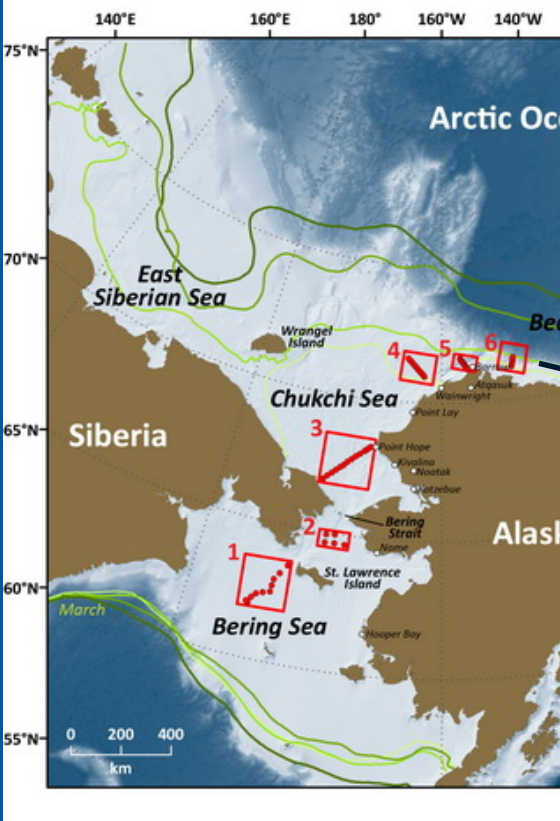 140°E 160°E 180° 160°W 140°W
75°N
Arctic Oc
70°N
East
Siberian Sea
Be
Wrangel
Island
4 5 6
Barrow
Atqasuk
Wainwright
Chukchi Sea
Point Lay
65°N
Siberia
3
Point Hope
Kivalina
Noatak
Kotzebue
2
Bering
Strait
Alas
Nome
1
St. Lawrence
Island
60°N
March
Bering Sea
Hooper Bay
55°N
0 200 400
km